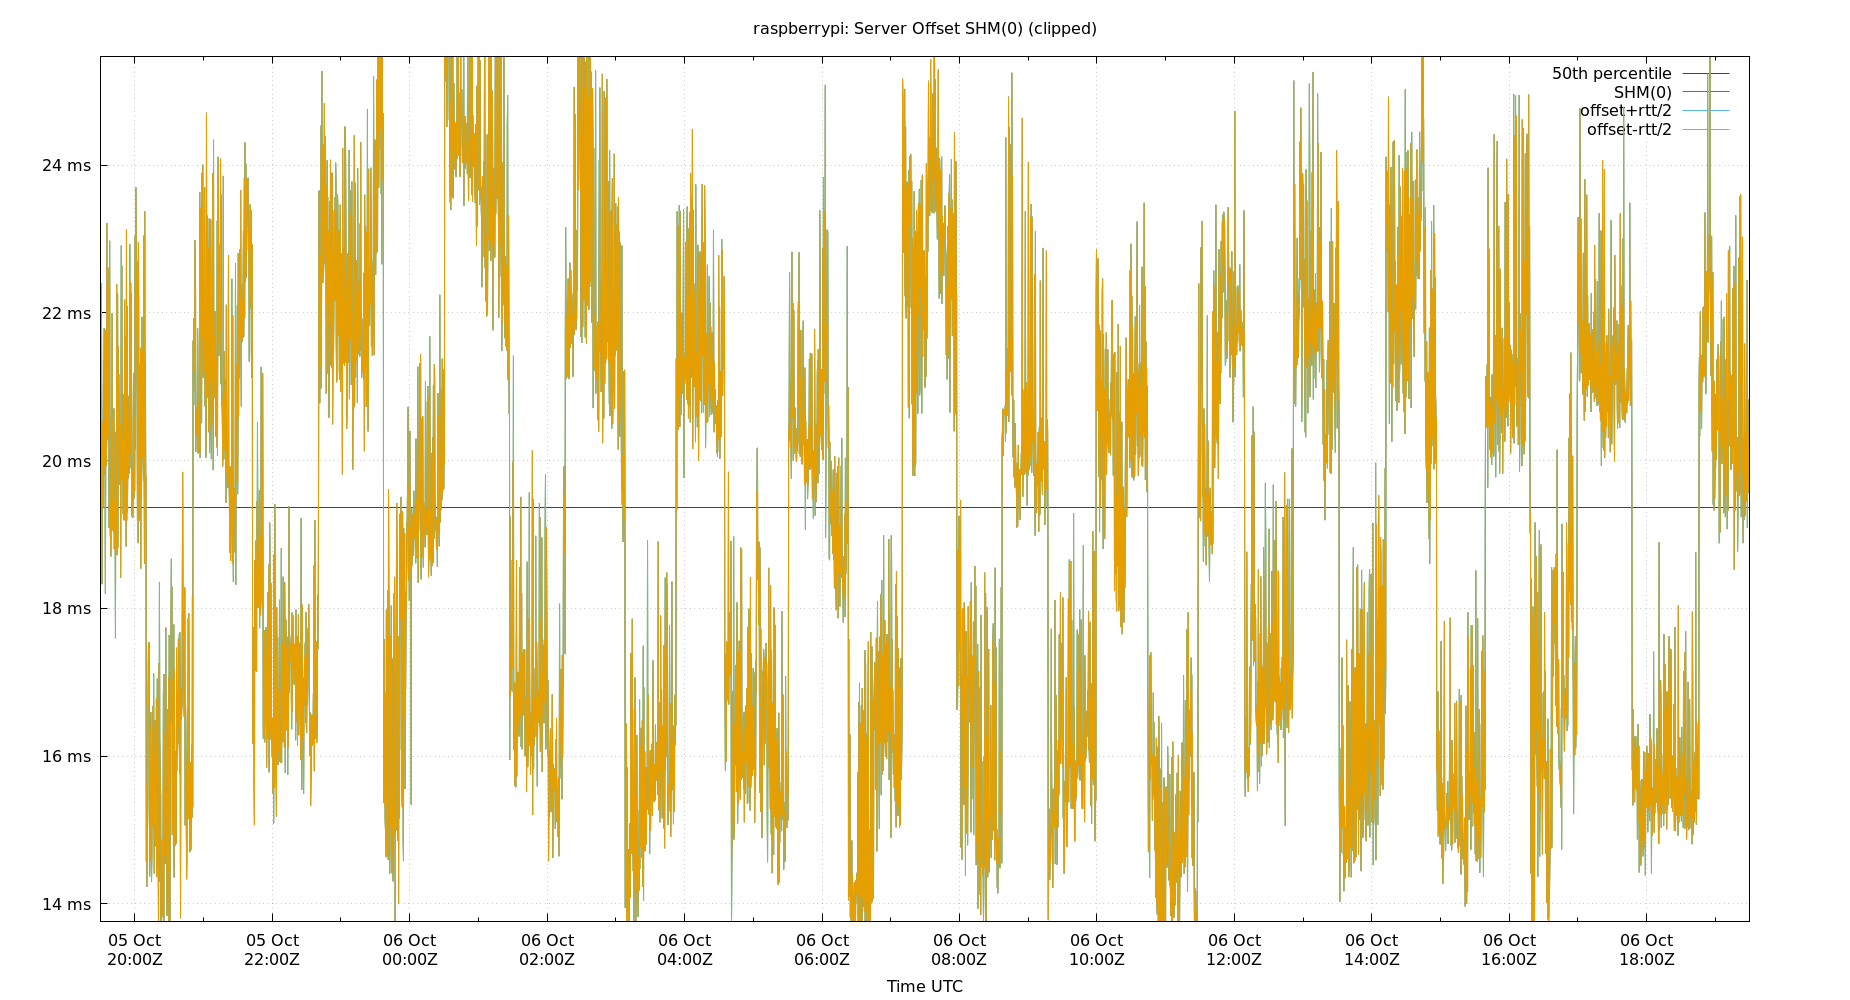 raspberrypi: Server Offset SHM(0) (clipped)
50th percentile
SHM(0)
offset+rtt/2
offset-rtt/2
24 ms
22 ms
20 ms
18 ms
16 ms
14 ms
05 Oct 05 Oct 06 Oct 06 Oct 06 Oct 06 Oct 06 Oct 06 Oct 06 Oct 06 Oct 06 Oct 06 Oct
20:00Z 22:00Z 00:00Z 02:00Z 04:00Z 06:00Z 08:00Z 10:00Z 12:00Z 14:00Z 16:00Z 18:00Z
Time UTC